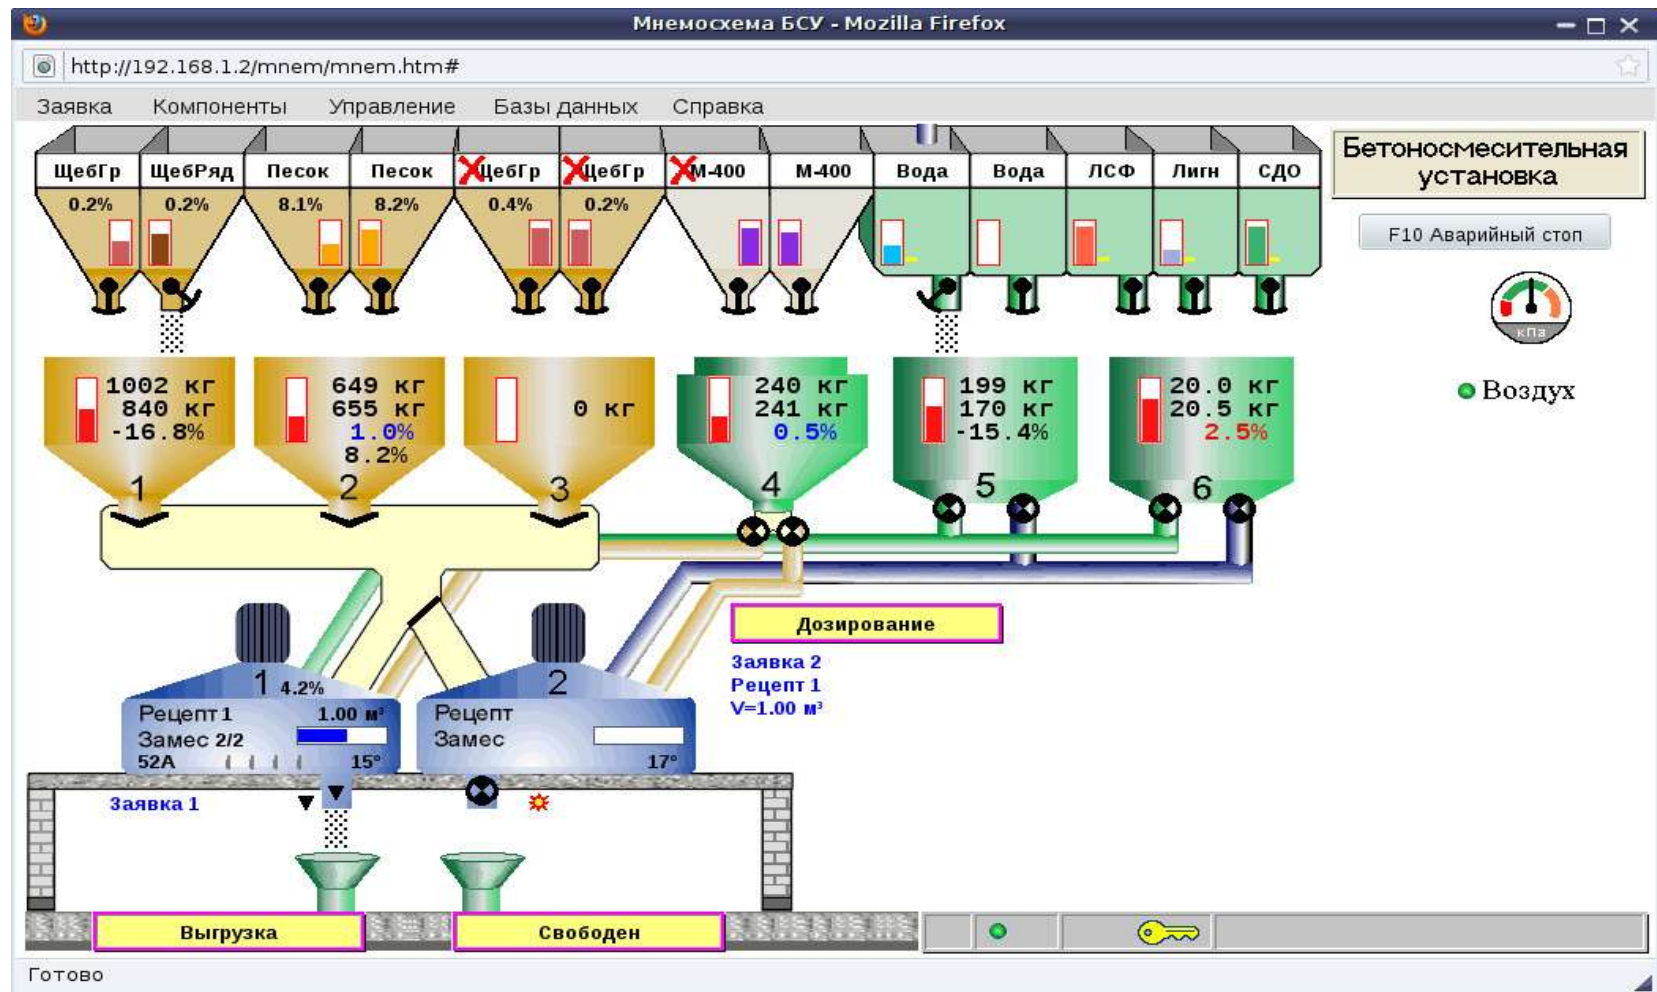 Мнемосхема БСУ - Mozilla Firefox
http://192.168.1.2/mnem/mnem.htm#
Заявка Компоненты Управление Базы данных Справка
ЩебГр ЩебРяд Песок Песок ЩебГр ЩебГр М-400 М-400 Вода Вода ЛСФ Лигн СДО
0.2% 0.2% 8.1% 8.2% 0.4% 0.2%
Бетоносмесительная
установка
F10 Аварийный стоп
кПа
Воздух
1002 кг 649 кг 240 кг 199 кг 20.0 кг
840 кг 655 кг 0 кг 241 кг 170 кг 20.5 кг
-16.8% 1.0% 0.5% -15.4% 2.5%
8.2%
1 2 3 4 5 6
Дозирование
Заявка 2
Рецепт 1
V=1.00 м³
1 4.2%
Рецепт 1 1.00 м³
Замес 2/2
52А 15°
2
Рецепт
Замес
17°
Заявка 1
Выгрузка
Свободен
Готово